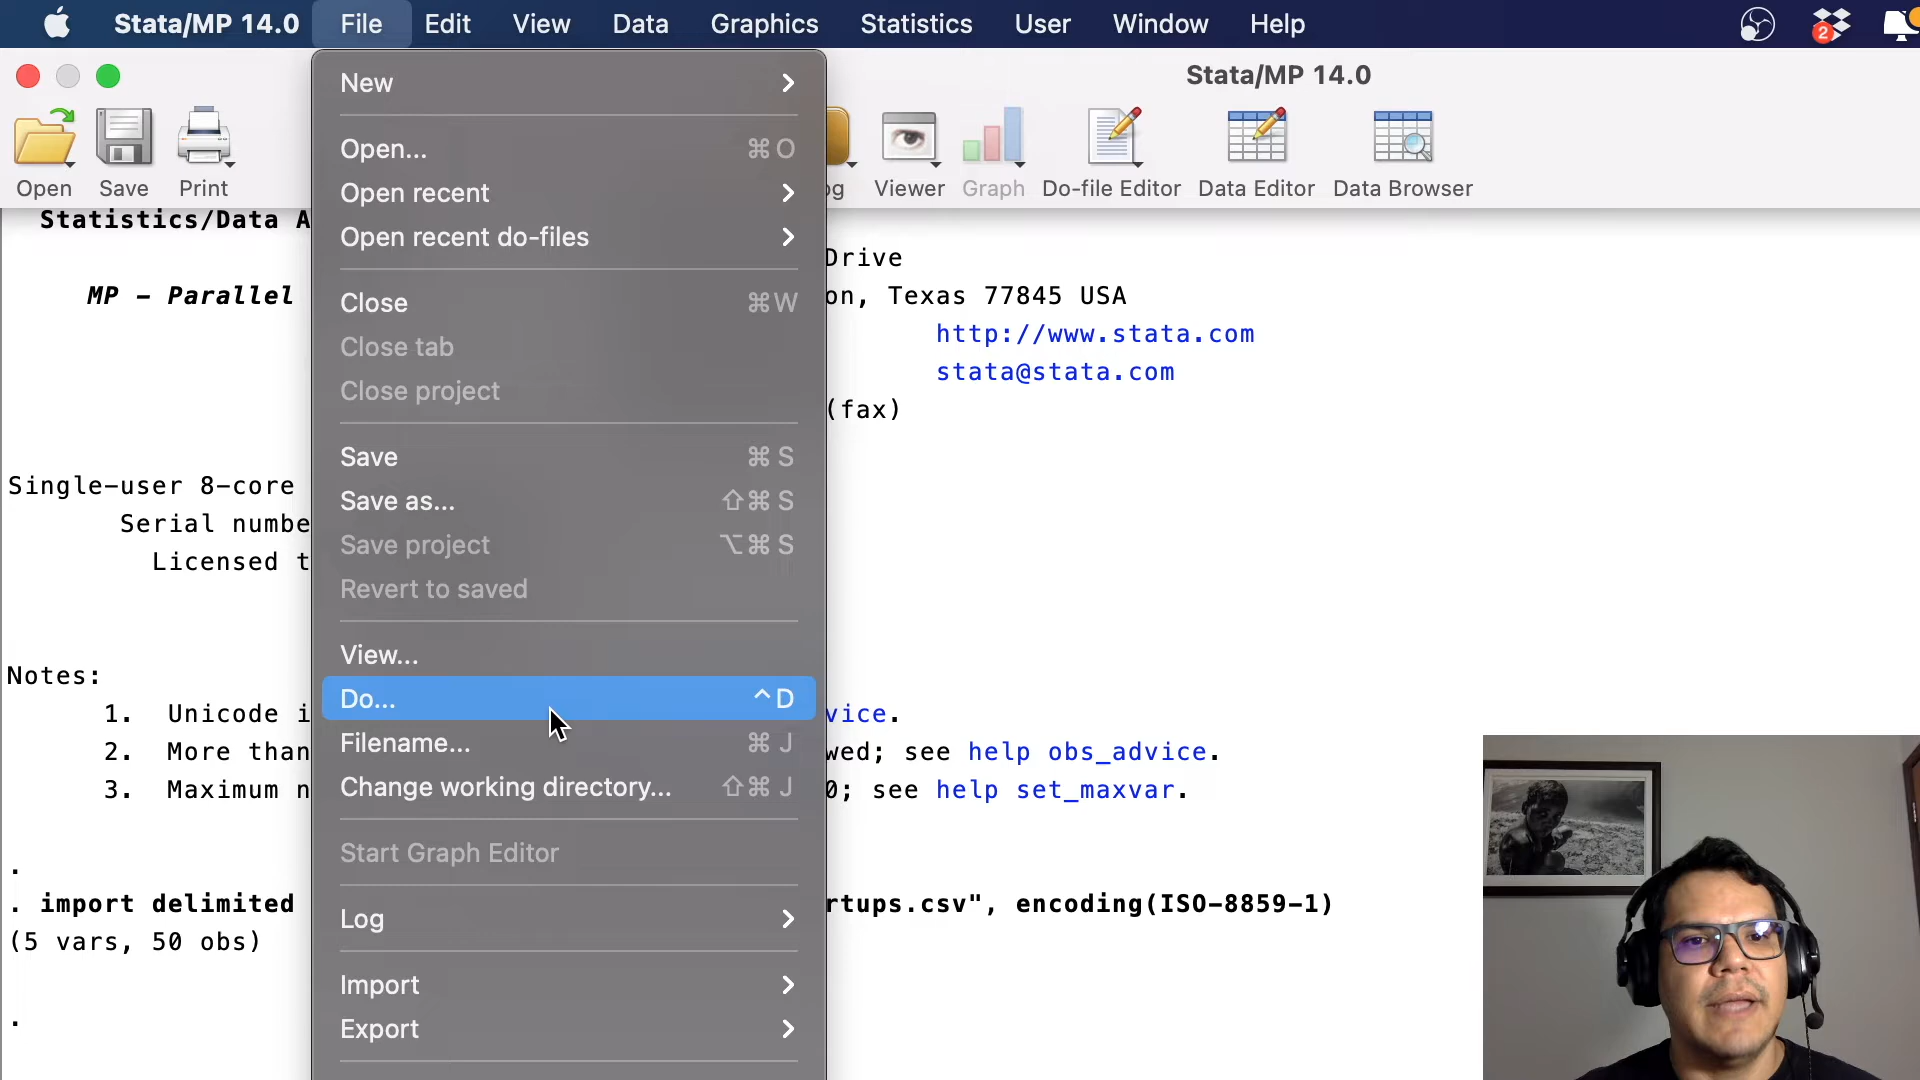 Stata/MP 14.0 File Edit View Data Graphics Statistics User Window Help
2
Stata/MP 14.0
Open Save Print Viewer Graph Do-file Editor Data Editor Data Browser
New
Open... ⌘ O
Open recent
Open recent do-files
Close ⌘ W
Close tab
Close project
Save ⌘ S
Save as... ⇧⌘ S
Save project ⌥⌘ S
Revert to saved
View...
Do... ^ D
Filename... ⌘ J
Change working directory... ⇧⌘ J
Start Graph Editor
Log
Import
Export
Statistics/Data A
Drive
MP – Parallel
on, Texas 77845 USA
http://www.stata.com
stata@stata.com
(fax)
Single-user 8-core
Serial numbe
Licensed t
Notes:
1. Unicode i vice.
2. More than wed; see help obs_advice.
3. Maximum n 0; see help set_maxvar.
.
. import delimited rtups.csv", encoding(ISO-8859-1)
(5 vars, 50 obs)
.